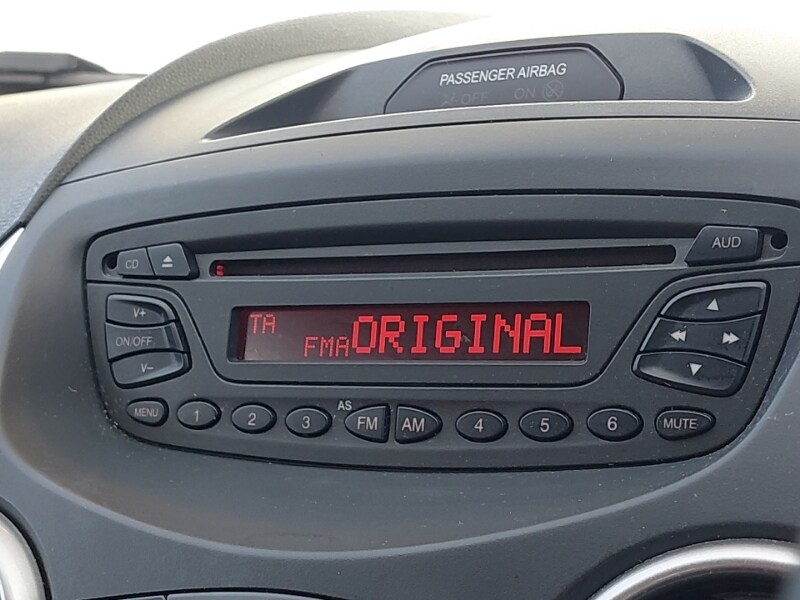 PASSENGER AIRBAG
OFF ON
CD
AUD
V+
ON/OFF
V-
TA
FMA ORIGINAL
MENU 1 2 3 AS FM AM 4 5 6 MUTE